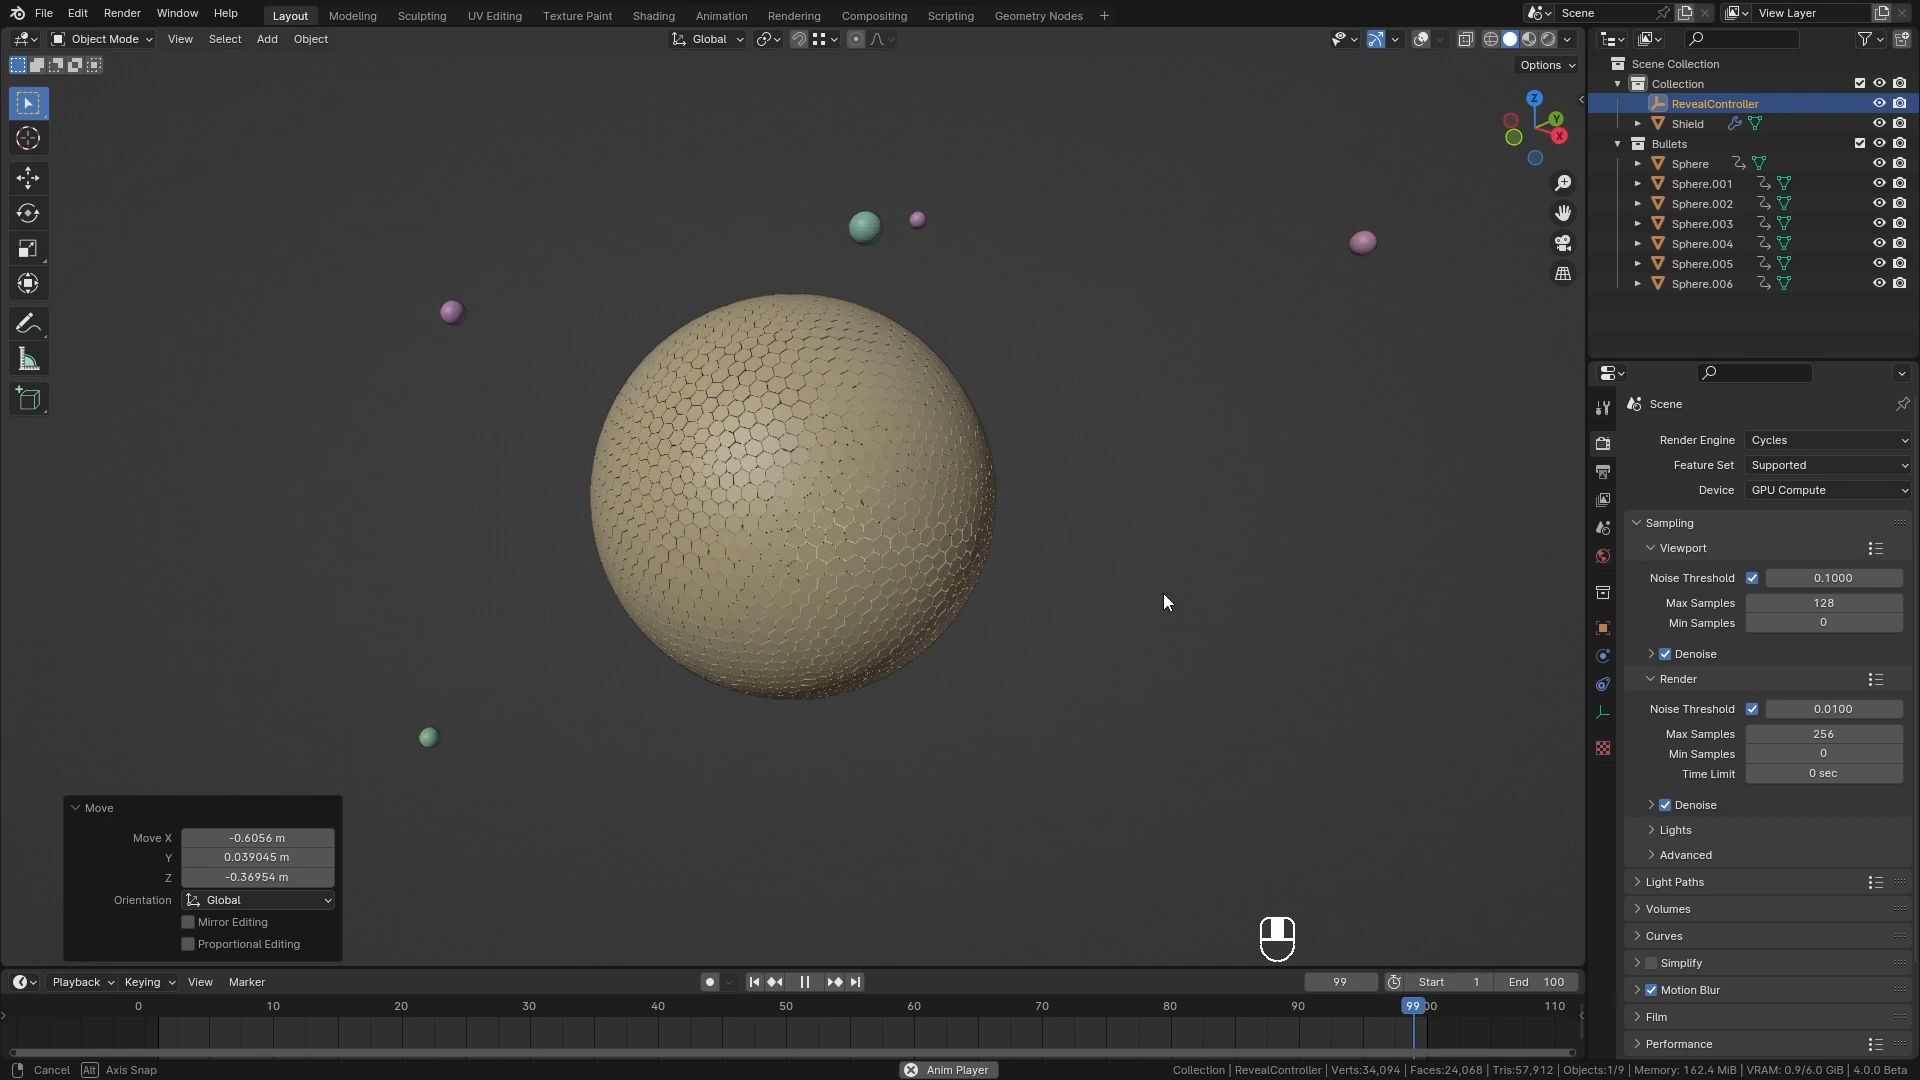 File Edit Render Window Help Layout Modeling Sculpting UV Editing Texture Paint Shading Animation Rendering Compositing Scripting Geometry Nodes + Scene View Layer
Object Mode View Select Add Object Global
Options
Z
Y
X
Scene Collection
Collection
RevealController
Shield
Bullets
Sphere
Sphere.001
Sphere.002
Sphere.003
Sphere.004
Sphere.005
Sphere.006
Scene
Render Engine Cycles
Feature Set Supported
Device GPU Compute
Sampling
Viewport
Noise Threshold 0.1000
Max Samples 128
Min Samples 0
Denoise
Render
Noise Threshold 0.0100
Max Samples 256
Min Samples 0
Time Limit 0 sec
Denoise
Lights
Advanced
Light Paths
Volumes
Curves
Simplify
Motion Blur
Film
Performance
Move
Move X -0.6056 m
Y 0.039045 m
Z -0.36954 m
Orientation Global
Mirror Editing
Proportional Editing
Playback Keying View Marker 99 Start 1 End 100
0 10 20 30 40 50 60 70 80 90 99 00 110
Cancel Alt Axis Snap Anim Player Collection | RevealController | Verts:34,094 | Faces:24,068 | Tris:57,912 | Objects:1/9 | Memory: 162.4 MiB | VRAM: 0.9/6.0 GiB | 4.0.0 Beta